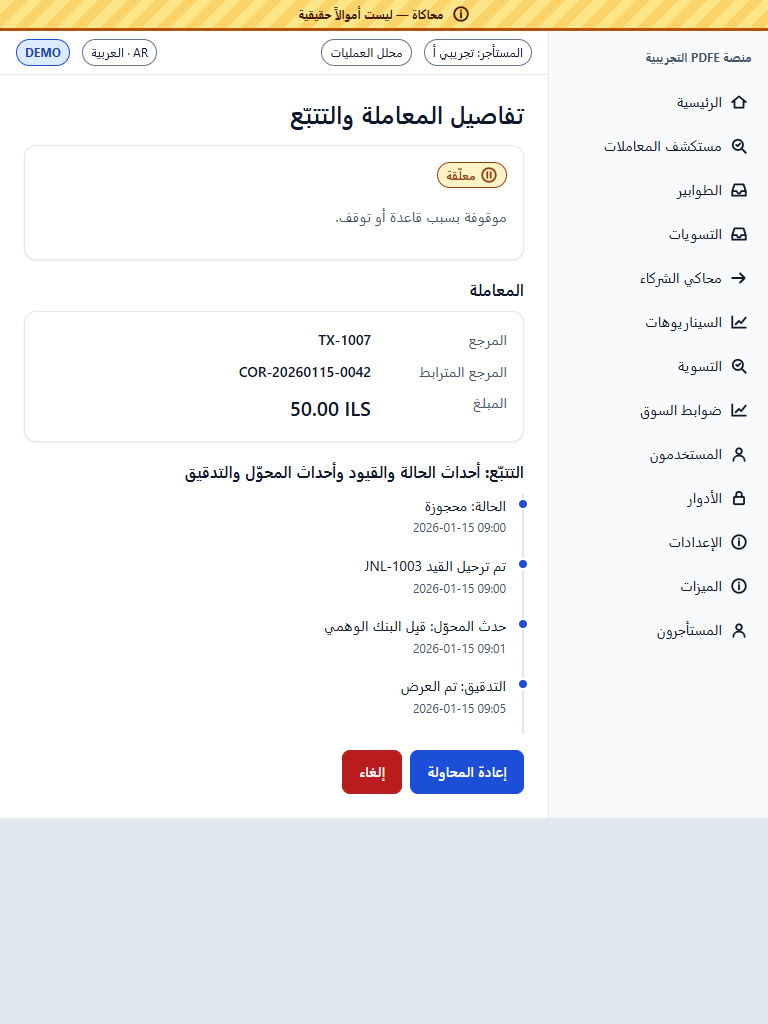 محاكاة — ليست أموالاً حقيقية
منصة PDFE التجريبية
الرئيسية
مستكشف المعاملات
الطوابير
التسويات
محاكي الشركاء
السيناريوهات
التسوية
ضوابط السوق
المستخدمون
الأدوار
الإعدادات
الميزات
المستأجرون
المستأجر: تجريبي أ
محلل العمليات
AR · العربية
DEMO
تفاصيل المعاملة والتتبّع
معلّقة
موقوفة بسبب قاعدة أو توقف.
المعاملة
المرجع TX-1007
المرجع المترابط COR-20260115-0042
المبلغ 50.00 ILS
التتبّع: أحداث الحالة والقيود وأحداث المحوّل والتدقيق
الحالة: محجوزة
2026-01-15 09:00
تم ترحيل القيد JNL-1003
2026-01-15 09:00
حدث المحوّل: قبِل البنك الوهمي
2026-01-15 09:01
التدقيق: تم العرض
2026-01-15 09:05
إعادة المحاولة
إلغاء